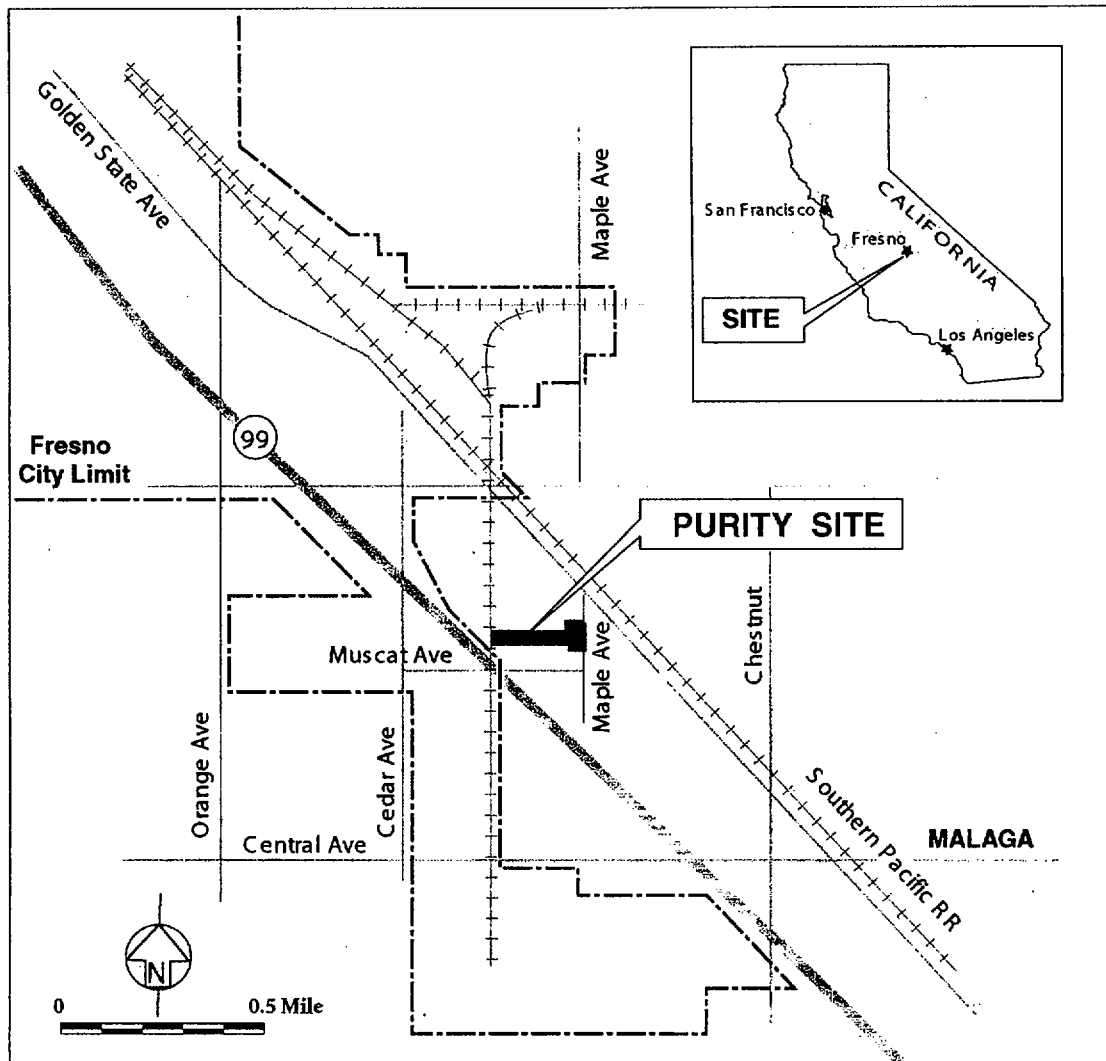 Golden State Ave
Maple Ave
San Francisco
Fresno
CALIFORNIA
SITE
Los Angeles
Fresno
City Limit
99
PURITY SITE
Muscat Ave
Maple Ave
Chestnut
Orange Ave
Cedar Ave
Central Ave
Southern Pacific RR
MALAGA
N
0 0.5 Mile